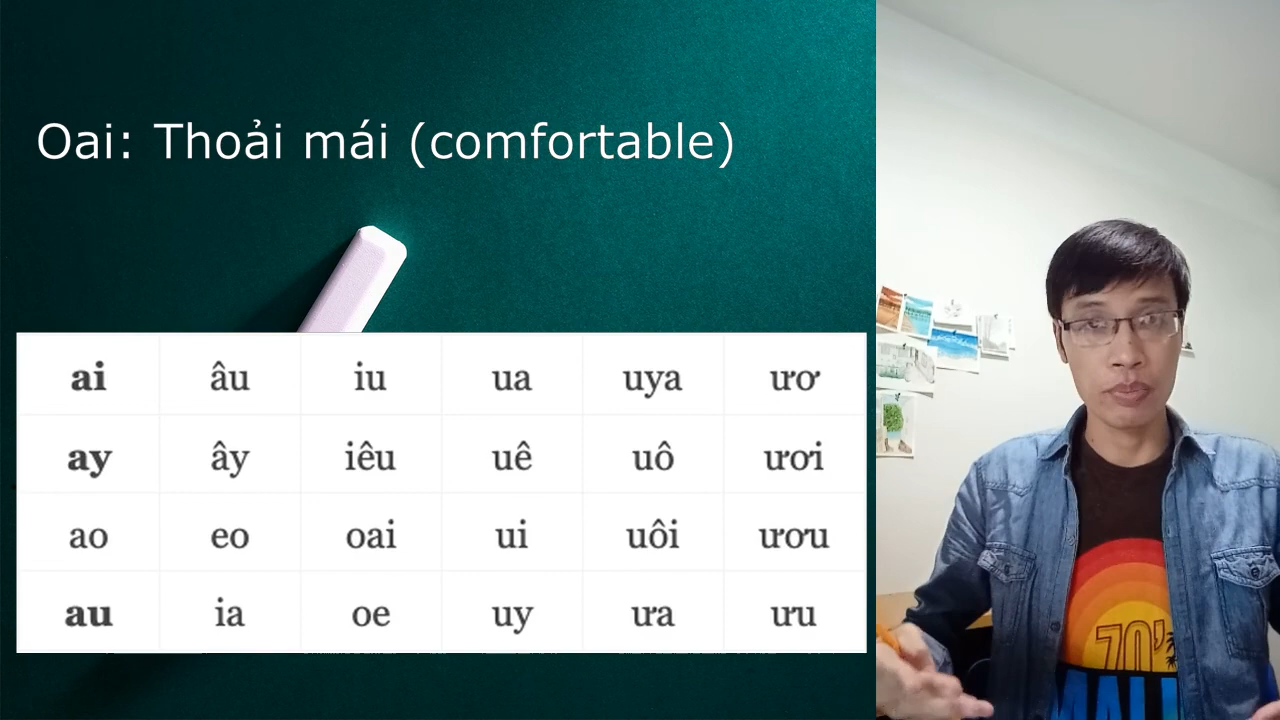 Oai: Thoải mái (comfortable)
ai âu iu ua uya ươ
ay ây iêu uê uô ươi
ao eo oai ui uôi ươu
au ia oe uy ưa ưu
70's
MALI